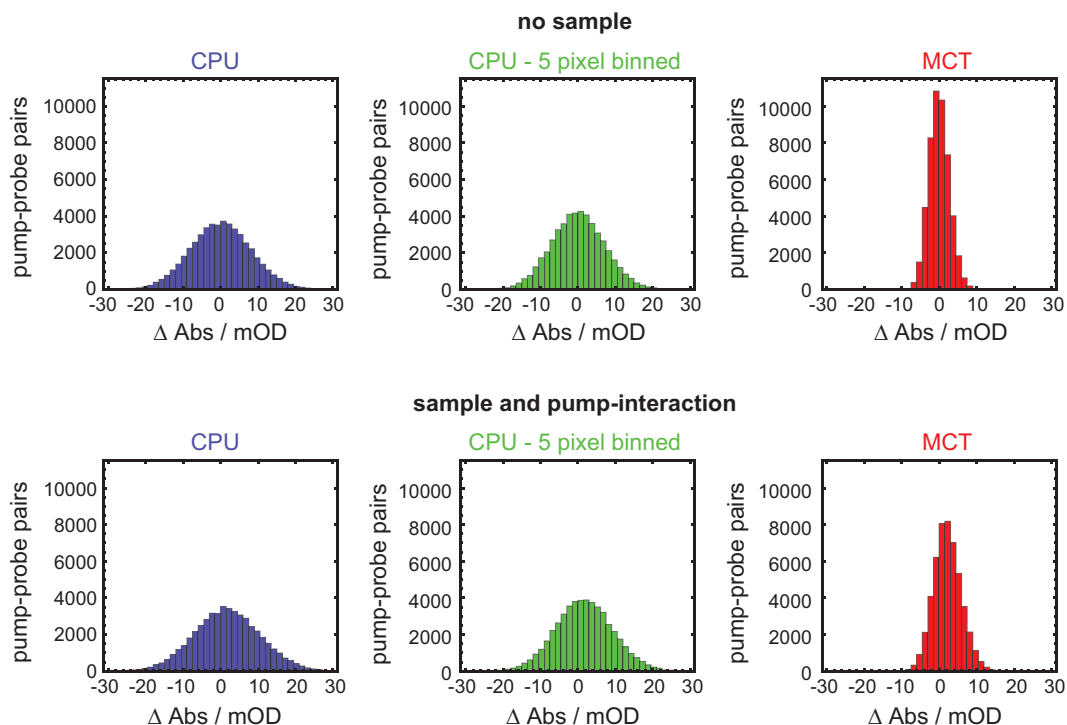 no sample
CPU
CPU - 5 pixel binned
MCT
pump-probe pairs
10000
8000
6000
4000
2000
0
-30 -20 -10 0 10 20 30
Δ Abs / mOD
pump-probe pairs
10000
8000
6000
4000
2000
0
-30 -20 -10 0 10 20 30
Δ Abs / mOD
pump-probe pairs
10000
8000
6000
4000
2000
0
-30 -20 -10 0 10 20 30
Δ Abs / mOD
sample and pump-interaction
CPU
CPU - 5 pixel binned
MCT
pump-probe pairs
10000
8000
6000
4000
2000
0
-30 -20 -10 0 10 20 30
Δ Abs / mOD
pump-probe pairs
10000
8000
6000
4000
2000
0
-30 -20 -10 0 10 20 30
Δ Abs / mOD
pump-probe pairs
10000
8000
6000
4000
2000
0
-30 -20 -10 0 10 20 30
Δ Abs / mOD